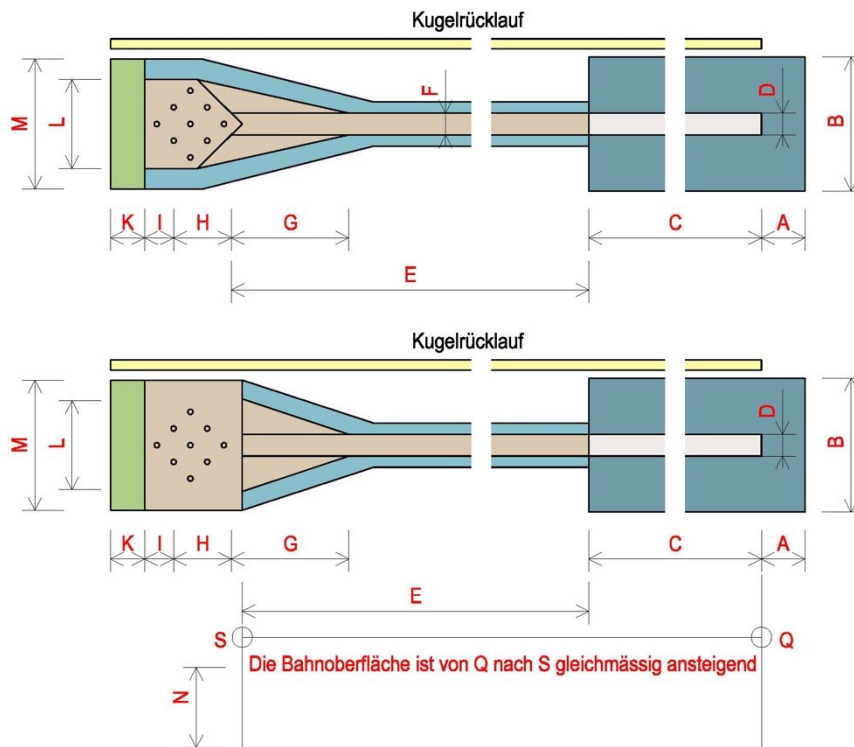 Kugelrücklauf
F
D
M
L
B
K I H G C A
E
Kugelrücklauf
D
M
L
B
K I H G C A
E
S Q
Die Bahnoberfläche ist von Q nach S gleichmässig ansteigend
N